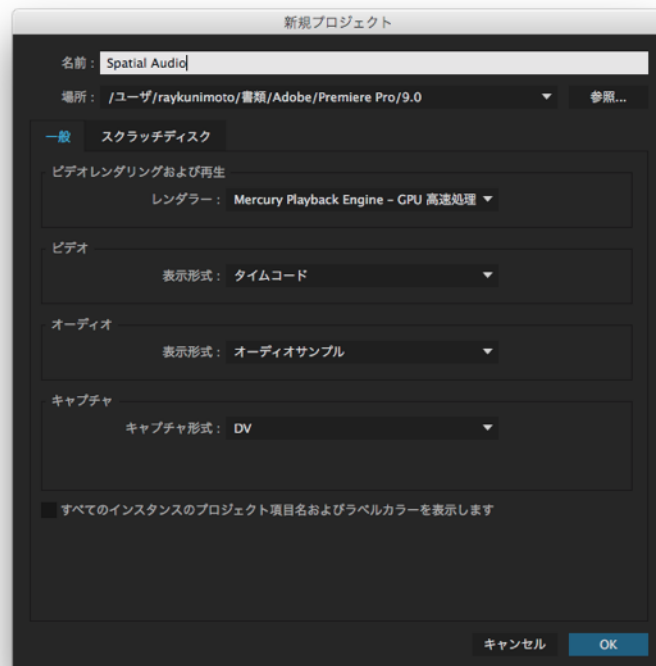 新規プロジェクト
名前： Spatial Audio
場所： /ユーザ/raykunimoto/書類/Adobe/Premiere Pro/9.0 参照...
一般 スクラッチディスク
ビデオレンダリングおよび再生
レンダラー： Mercury Playback Engine – GPU 高速処理
ビデオ
表示形式： タイムコード
オーディオ
表示形式： オーディオサンプル
キャプチャ
キャプチャ形式： DV
すべてのインスタンスのプロジェクト項目名およびラベルカラーを表示します
キャンセル OK